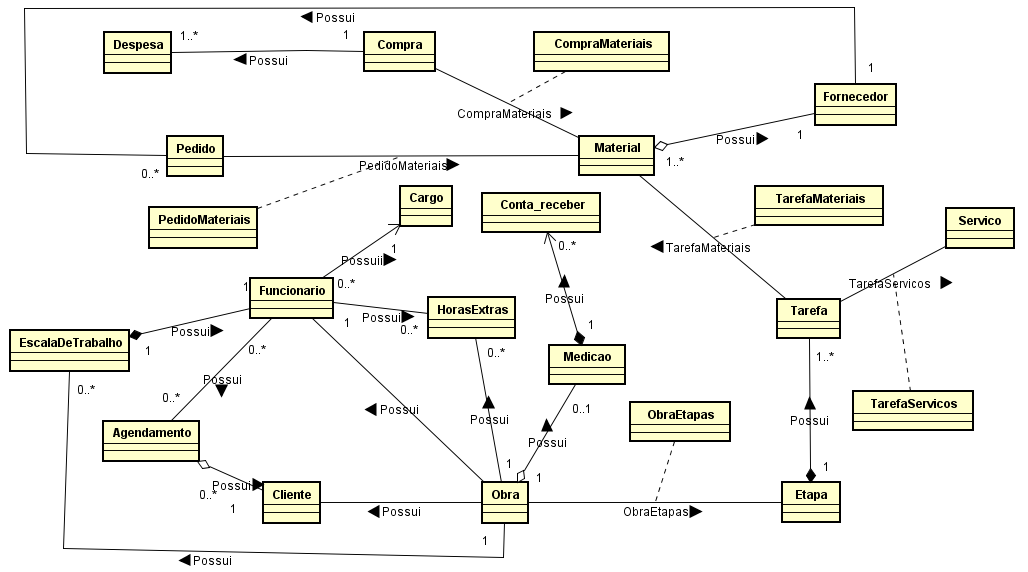 Possui
Despesa
1..*
1
Compra
CompraMateriais
Possui
1
Fornecedor
CompraMateriais
Possui
1
Pedido
Material
0..*
PedidoMateriais
1..*
Cargo
Conta_receber
TarefaMateriais
PedidoMateriais
Servico
1
0..*
TarefaMateriais
Possuii
0..*
TarefaServicos
1
Funcionario
Possui
HorasExtras
Tarefa
Possui
1
Possui
0..*
1
EscalaDeTrabalho
1
0..*
0..*
Medicao
1..*
Possui
0..*
0..*
0..1
ObraEtapas
TarefaServicos
Possui
Possui
Possui
Agendamento
Possui
1
1
1
0..*
Possui
1
Cliente
Obra
Etapa
Possui
ObraEtapas
1
Possui